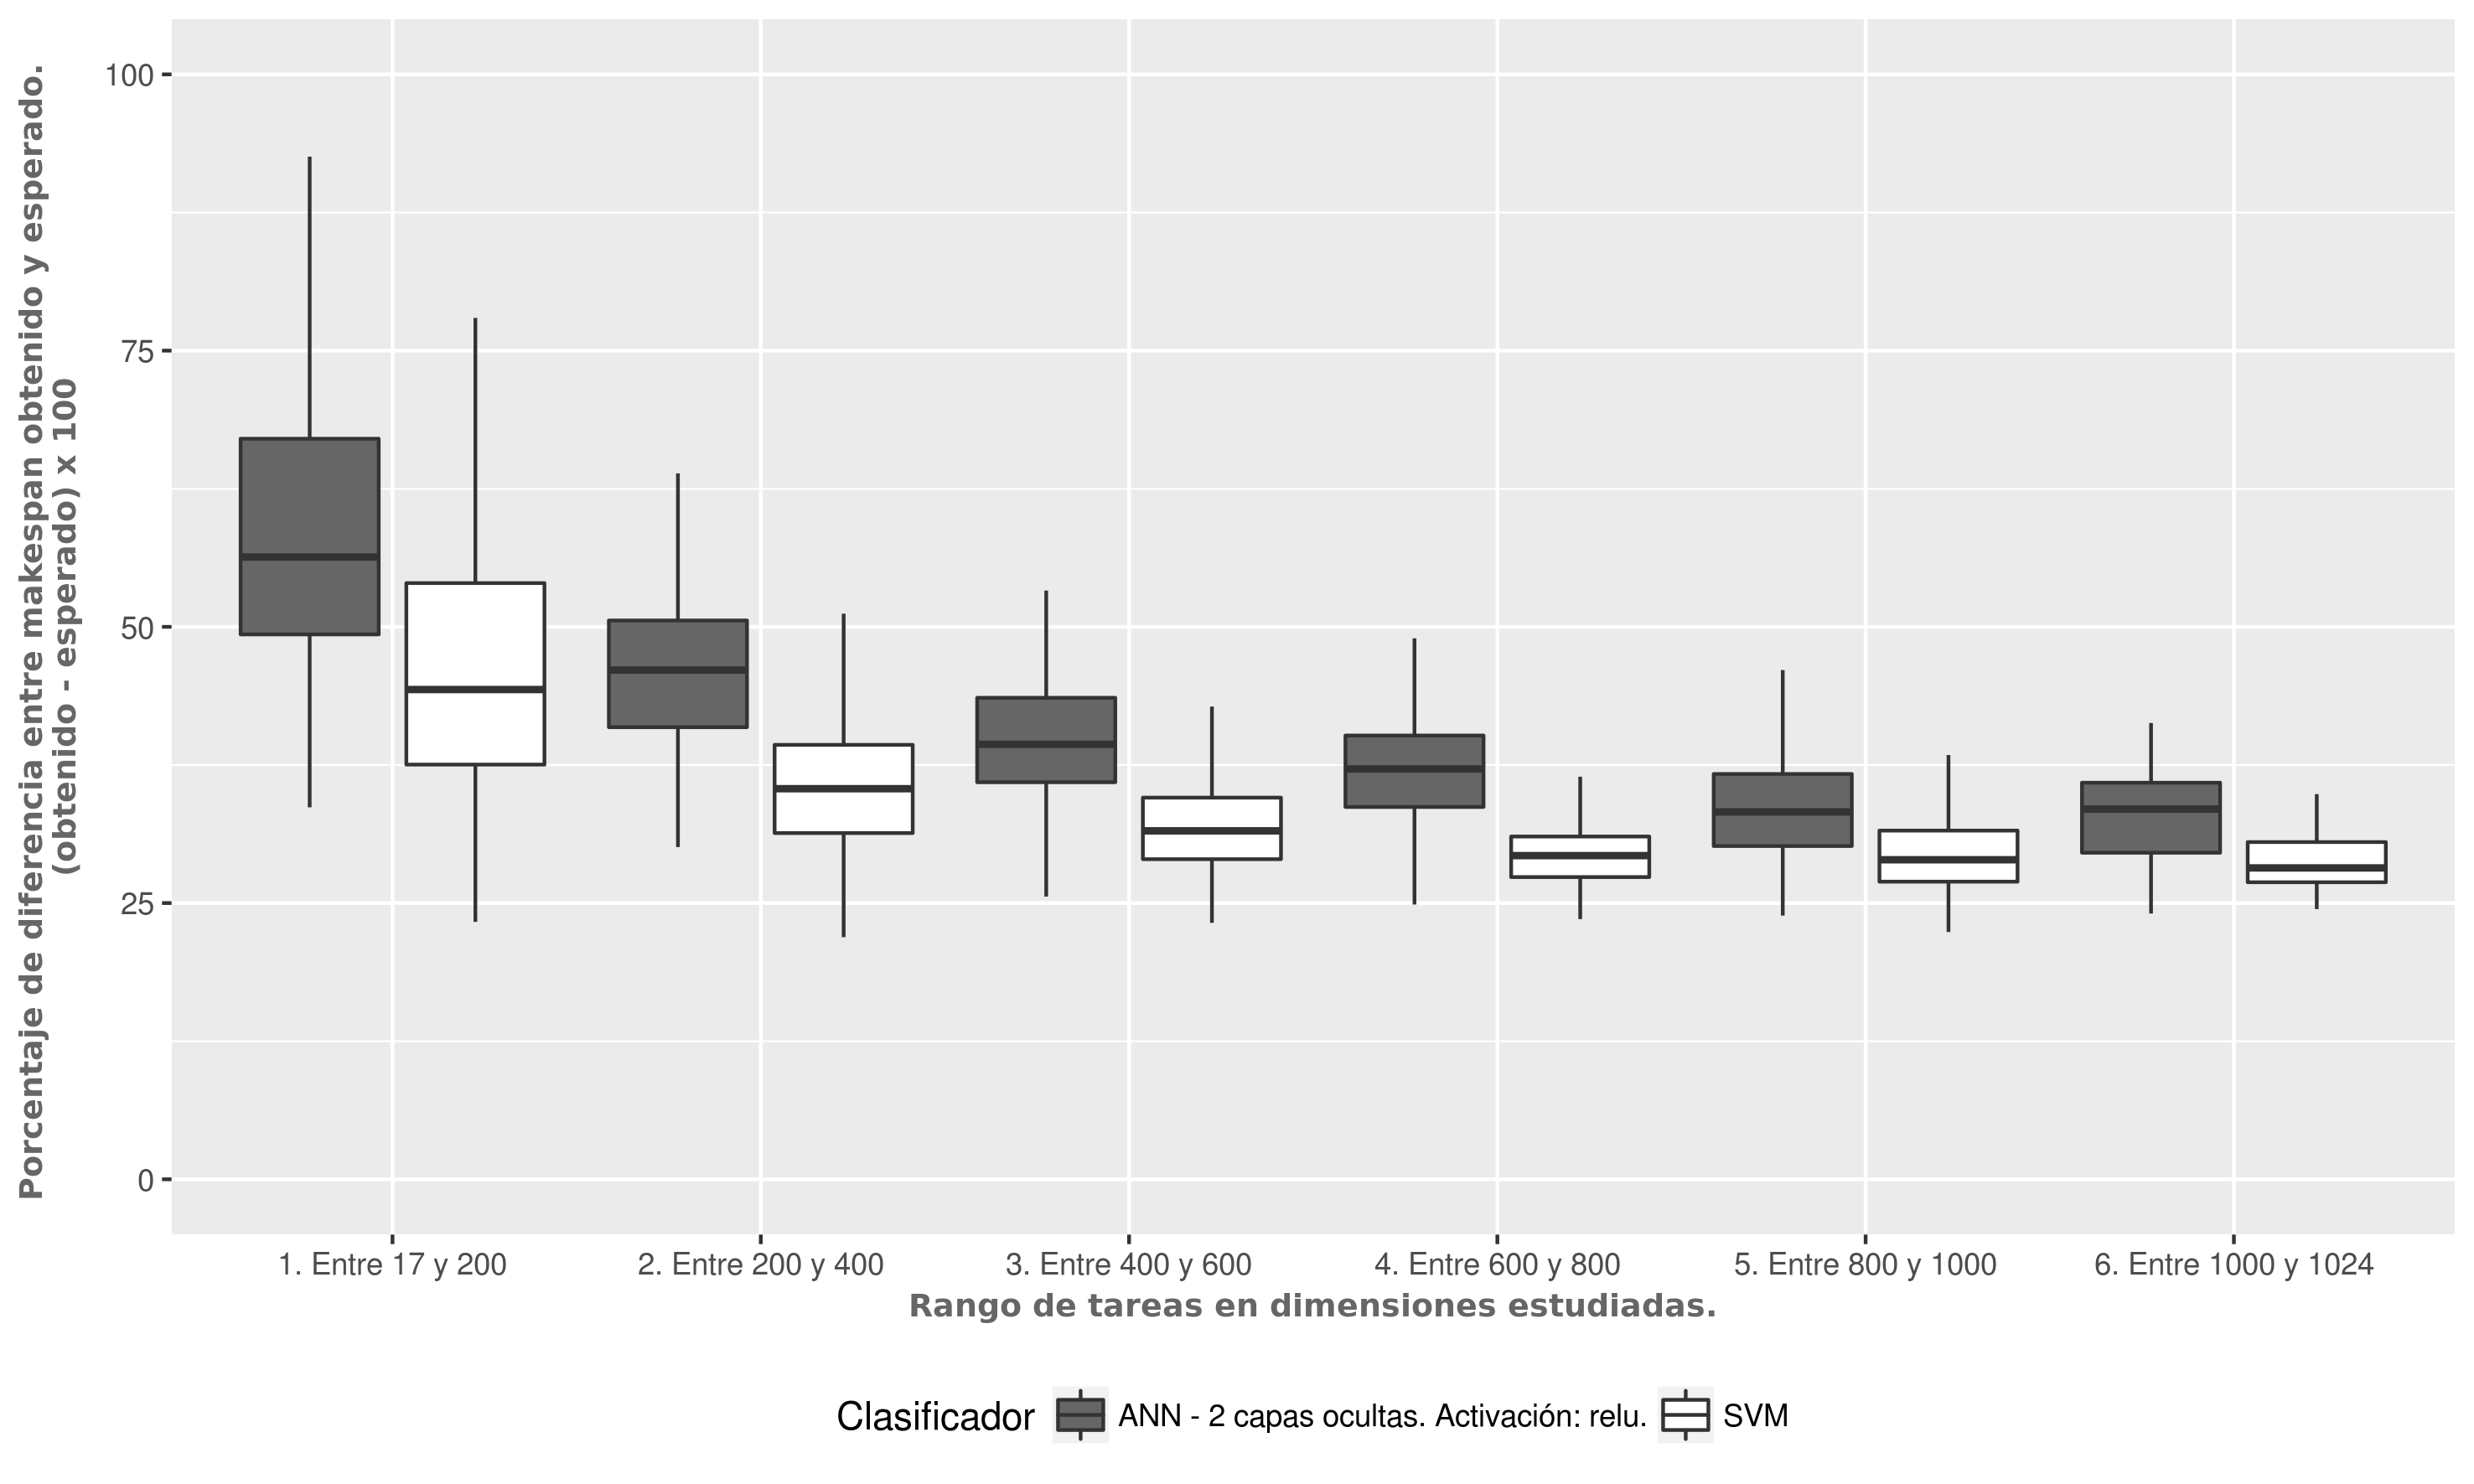 Porcentaje de diferencia entre makespan obtenido y esperado.
(obtenido - esperado) x 100
100
75
50
25
0
1. Entre 17 y 200
2. Entre 200 y 400
3. Entre 400 y 600
4. Entre 600 y 800
5. Entre 800 y 1000
6. Entre 1000 y 1024
Rango de tareas en dimensiones estudiadas.
Clasificador
ANN - 2 capas ocultas. Activación: relu.
SVM